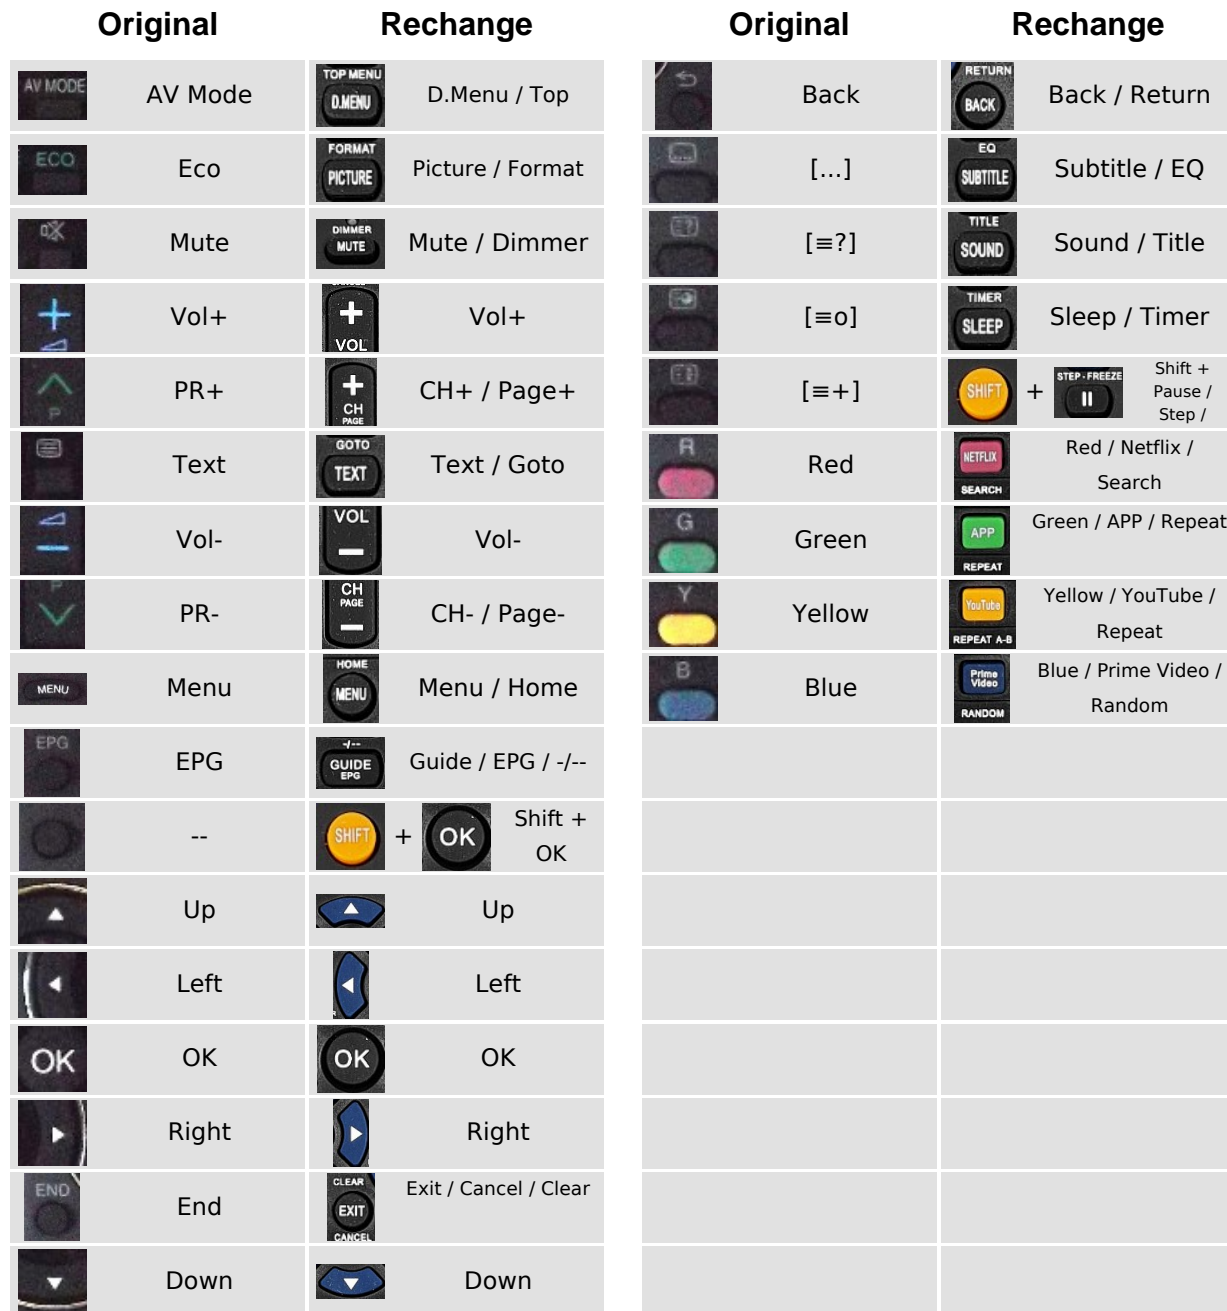 Original Rechange Original Rechange
AV MODE AV Mode TOP MENU D.MENU D.Menu / Top
RETURN BACK Back Back / Return
ECO Eco FORMAT PICTURE Picture / Format
[...] EQ SUBTITLE Subtitle / EQ
Mute DIMMER MUTE Mute / Dimmer
[≡?] TITLE SOUND Sound / Title
Vol+ + VOL Vol+
[≡o] TIMER SLEEP Sleep / Timer
P PR+ + CH PAGE CH+ / Page+
[≡+] SHIFT + STEP-FREEZE Shift +
Pause /
Step /
Text GOTO TEXT Text / Goto
R Red NETFLIX SEARCH Red / Netflix /
Search
Vol- VOL Vol-
G Green APP REPEAT Green / APP / Repeat
P PR- CH PAGE CH- / Page-
Y Yellow YouTube REPEAT A-B Yellow / YouTube /
Repeat
MENU Menu HOME MENU Menu / Home
B Blue Prime Video RANDOM Blue / Prime Video /
Random
EPG EPG -/-- GUIDE EPG Guide / EPG / -/--
-- SHIFT + OK Shift +
OK
Up Up
Left Left
OK OK OK OK
Right Right
END End CLEAR EXIT CANCEL Exit / Cancel / Clear
Down Down